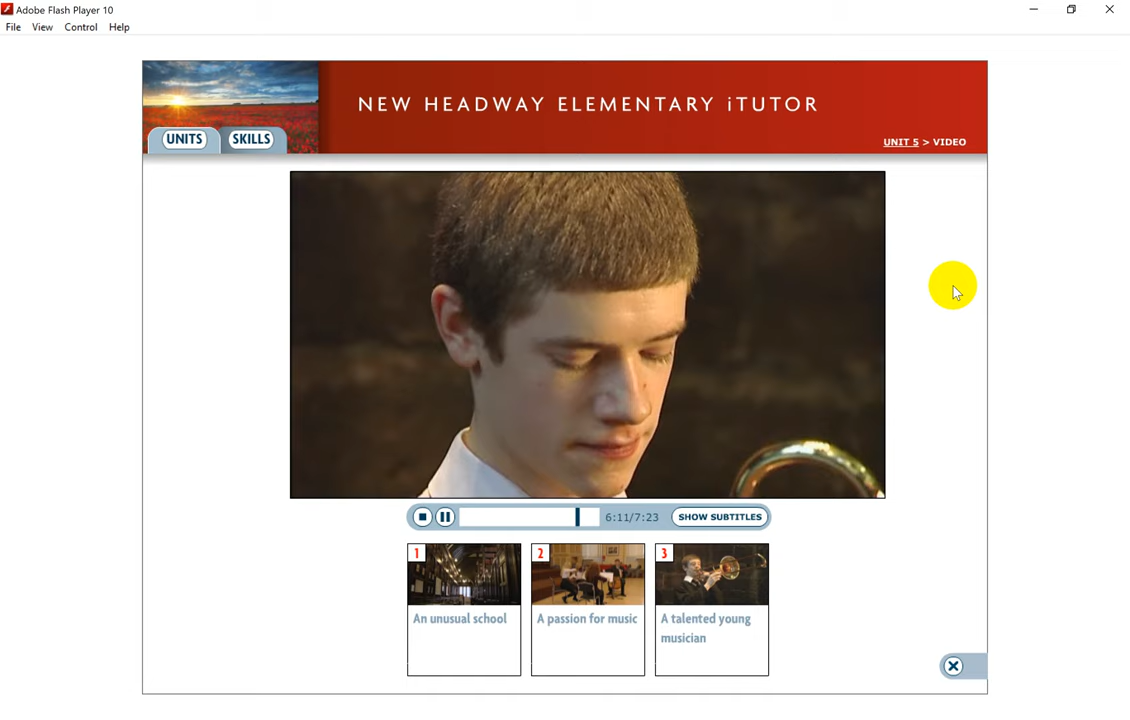 Adobe Flash Player 10
File View Control Help
NEW HEADWAY ELEMENTARY iTUTOR
UNITS SKILLS
UNIT 5 > VIDEO
6:11/7:23 SHOW SUBTITLES
1 2 3
An unusual school
A passion for music
A talented young
musician